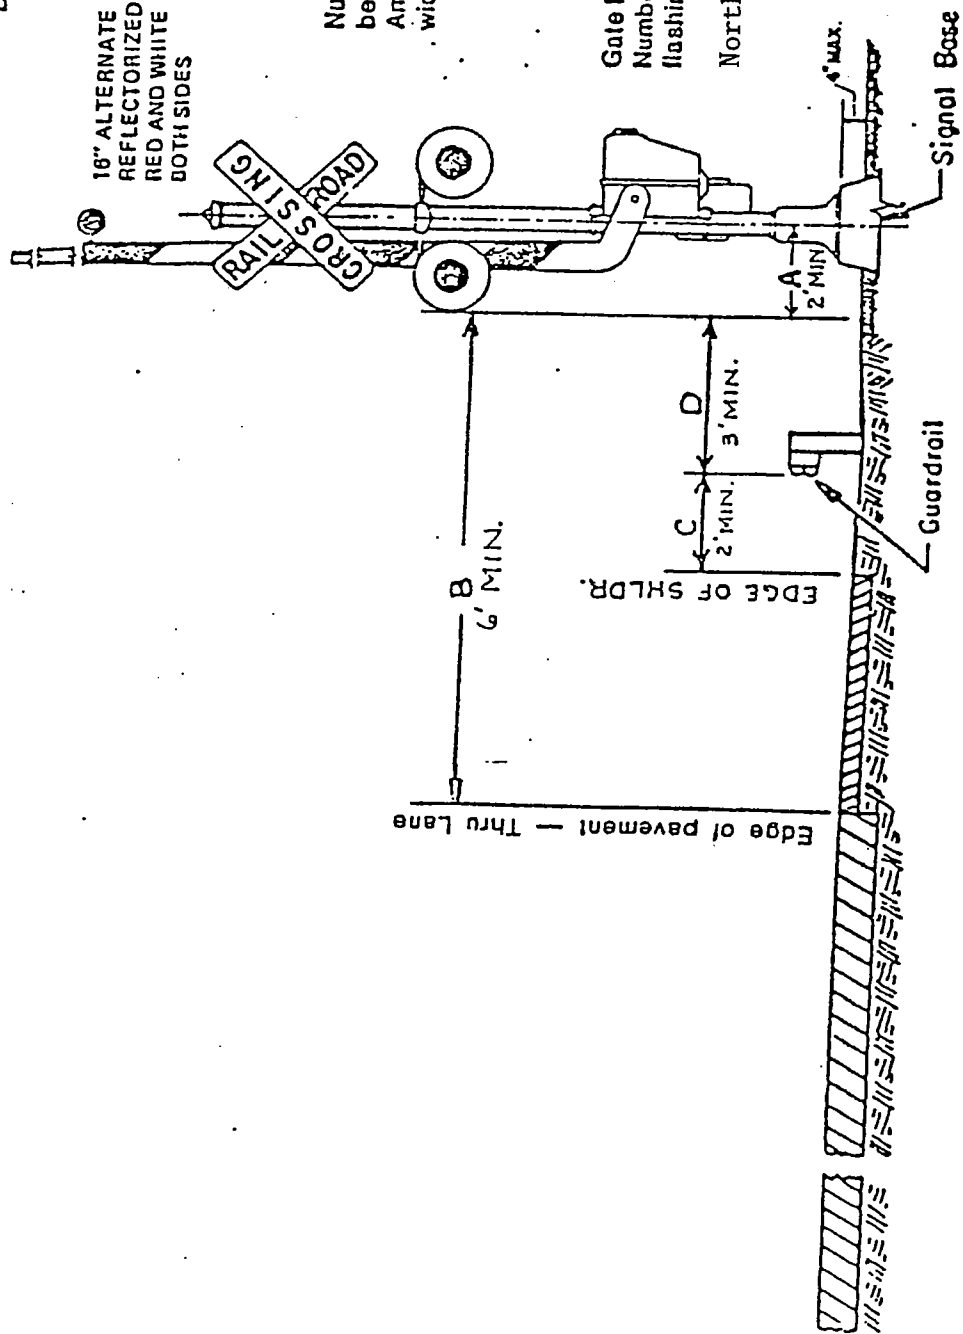 16" ALTERNATE
REFLECTORIZED
RED AND WHITE
BOTH SIDES
RAIL ROAD
CROSSING
Gate
flashin
North
4" MAX.
A
2' MIN
B
6' MIN.
D
3' MIN.
C
2' MIN.
EDGE OF SHLDR.
Edge of pavement — Thru Lane
Guardrail
Signal Base